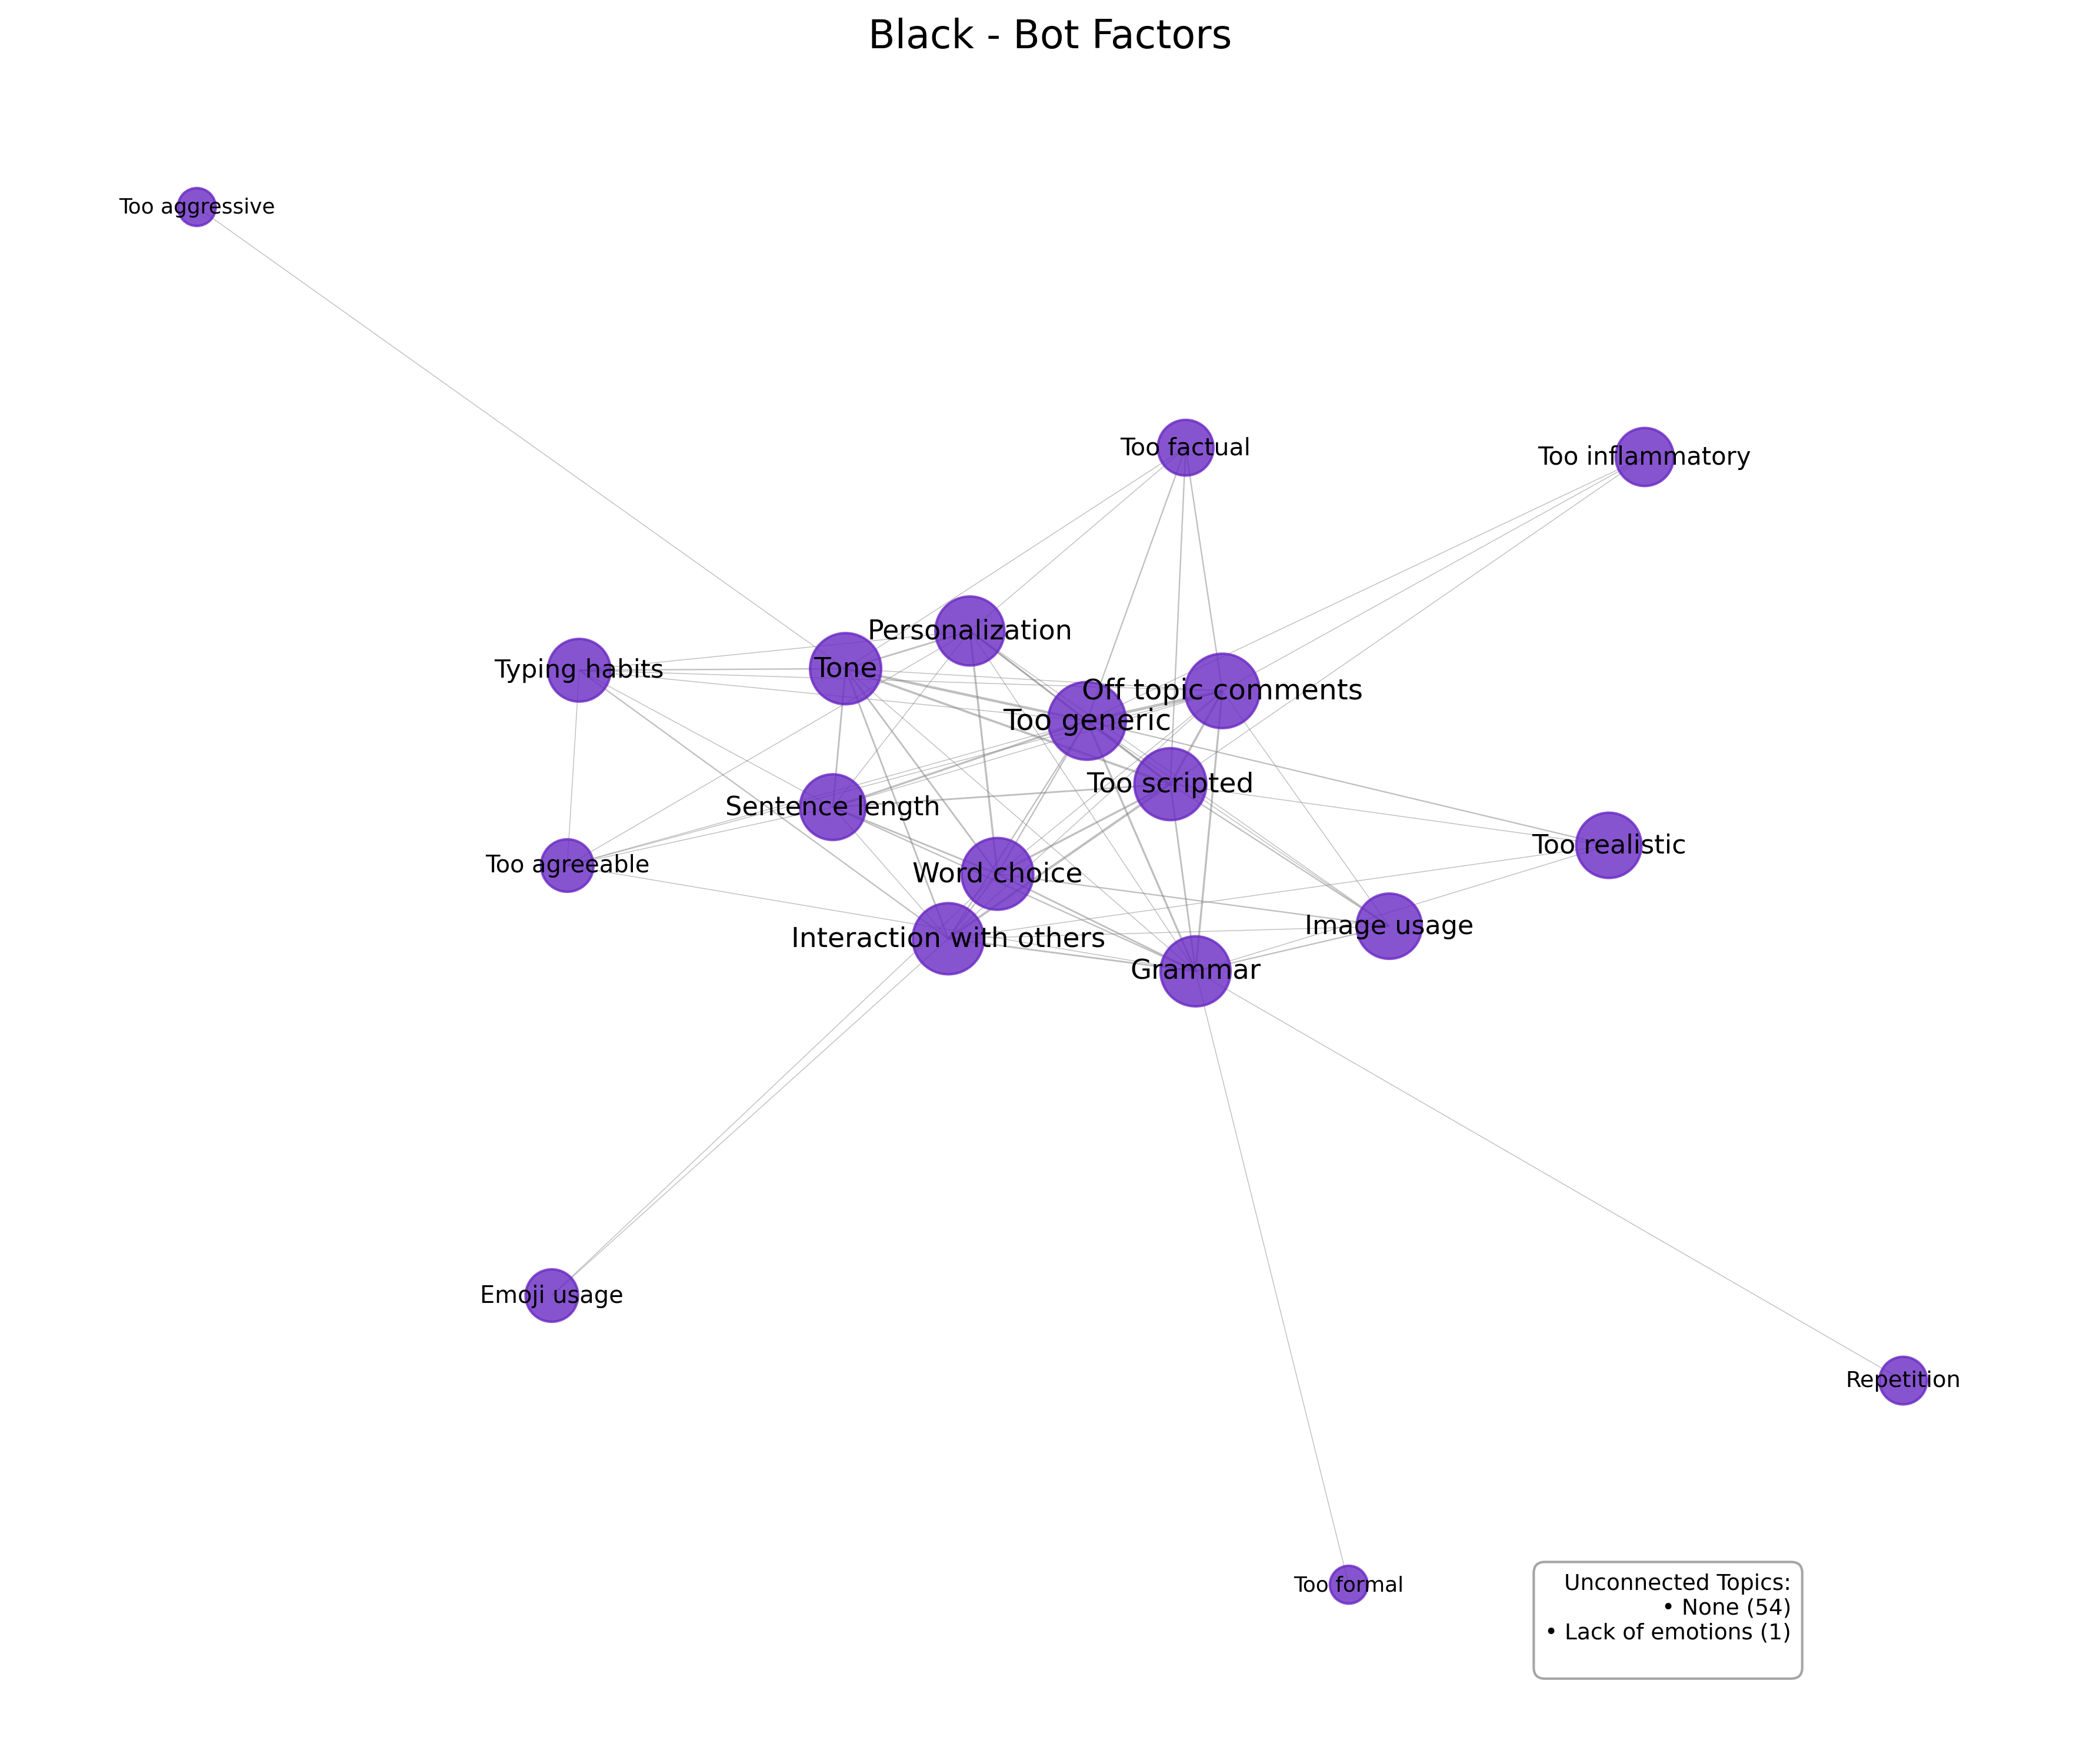 Black - Bot Factors
Too aggressive
Too factual
Too inflammatory
Personalization
Typing habits
Tone
Off topic comments
Too generic
Too scripted
Sentence length
Too realistic
Too agreeable
Word choice
Image usage
Interaction with others
Grammar
Emoji usage
Repetition
Too formal
Unconnected Topics:
• None (54)
• Lack of emotions (1)